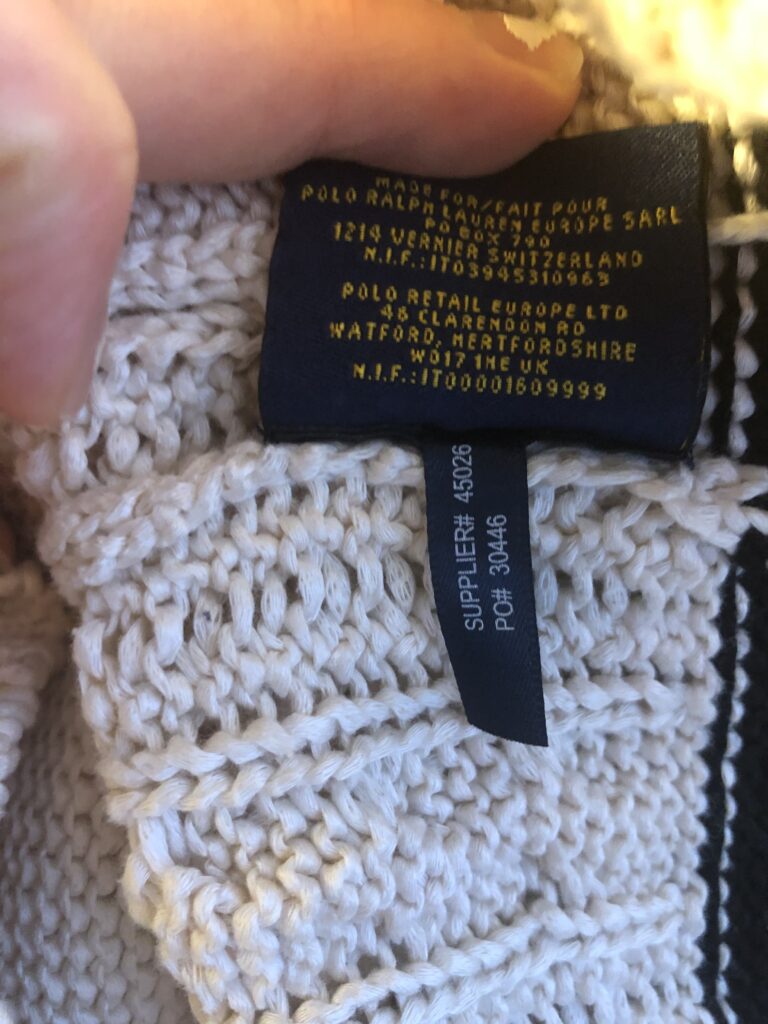 MADE FOR/FAIT POUR
POLO RALPH LAUREN EUROPE SARL
PO BOX 790
1214 VERNIER SWITZERLAND
N.I.F.:IT03945310963
POLO RETAIL EUROPE LTD
46 CLARENDON RD
WATFORD, HERTFORDSHIRE
WD17 1HE UK
N.I.F.:IT00001609999
SUPPLIER# 45026
PO# 30446